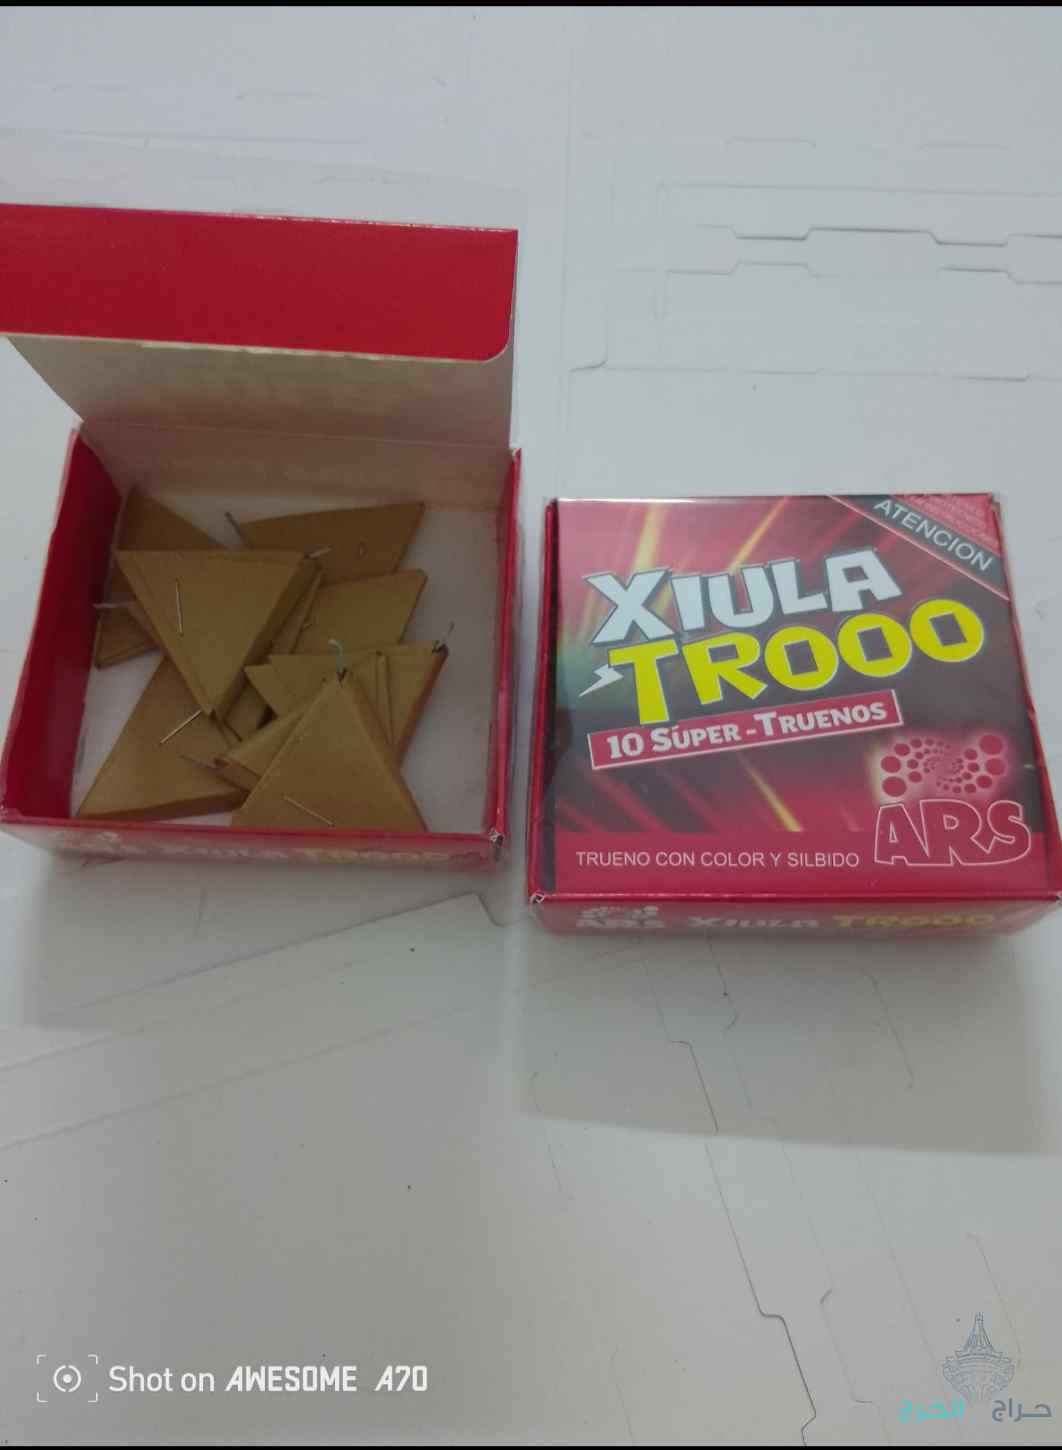 ATENCION
XIULA
TROOO
10 SÚPER-TRUENOS
ARS
TRUENO CON COLOR Y SILBIDO
ARS XIULA TROOO
XIULA TROOO
Shot on AWESOME A70
حراج الخرج